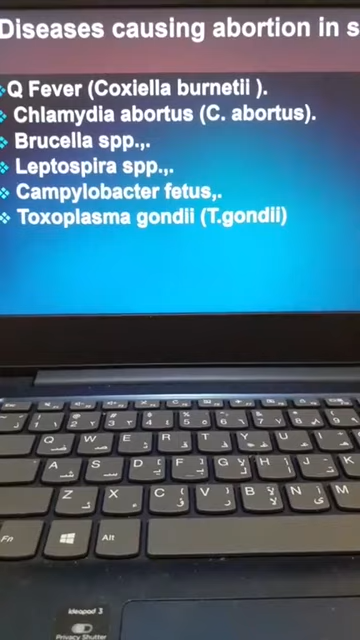 Diseases causing abortion in s
❖Q Fever (Coxiella burnetii ).
❖ Chlamydia abortus (C. abortus).
❖ Brucella spp.,.
❖ Leptospira spp.,.
❖ Campylobacter fetus,.
❖ Toxoplasma gondii (T.gondii)
Q W E R T Y U I
A S D F G H J K
Z X C V B N M
Fn Alt
ideapad 3
Privacy Shutter